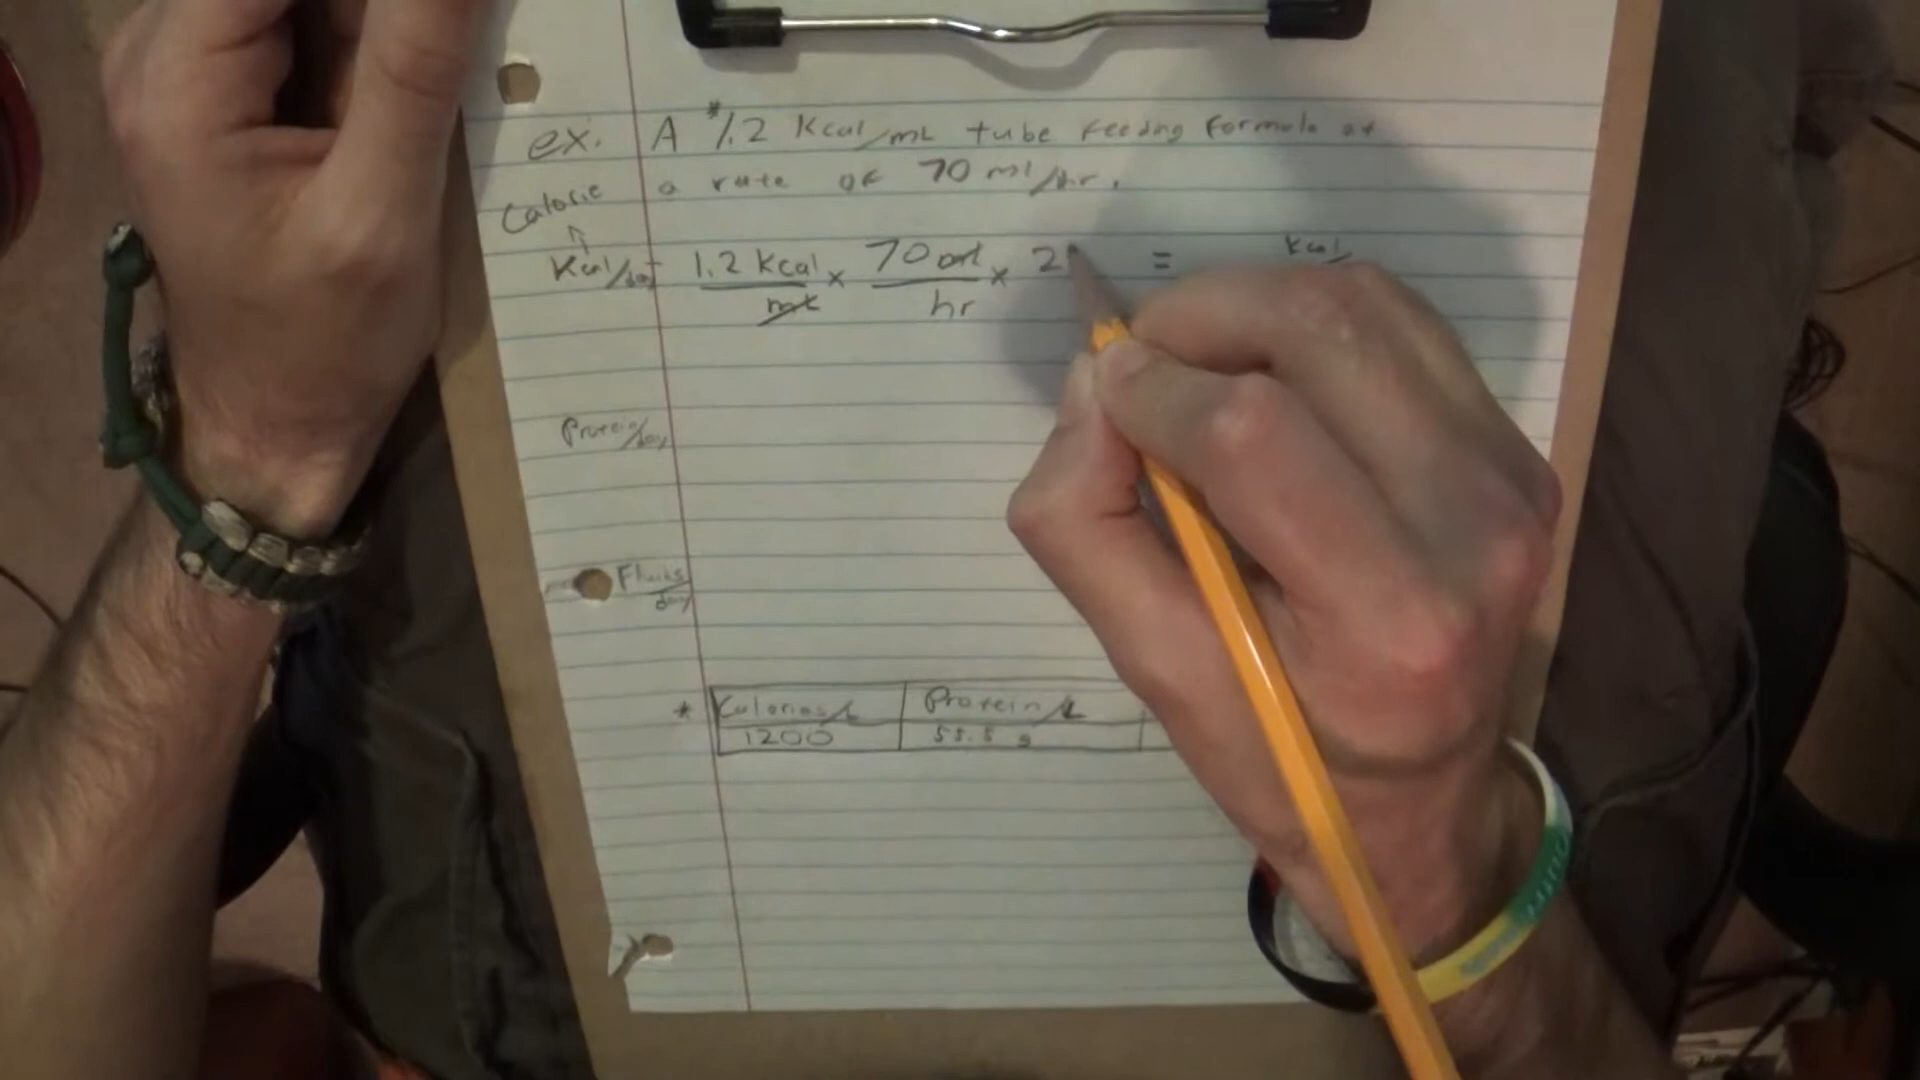 ex. A *1.2 Kcal/mL tube feeding formula at
a rate of 70 ml/hr.
Calorie
Kcal/day 1.2 Kcal/mL x 70 ml/hr x 2 = Kcal/
Protein/day
Fluids/day
* Calories/L Protein/L
1200 55.5 g